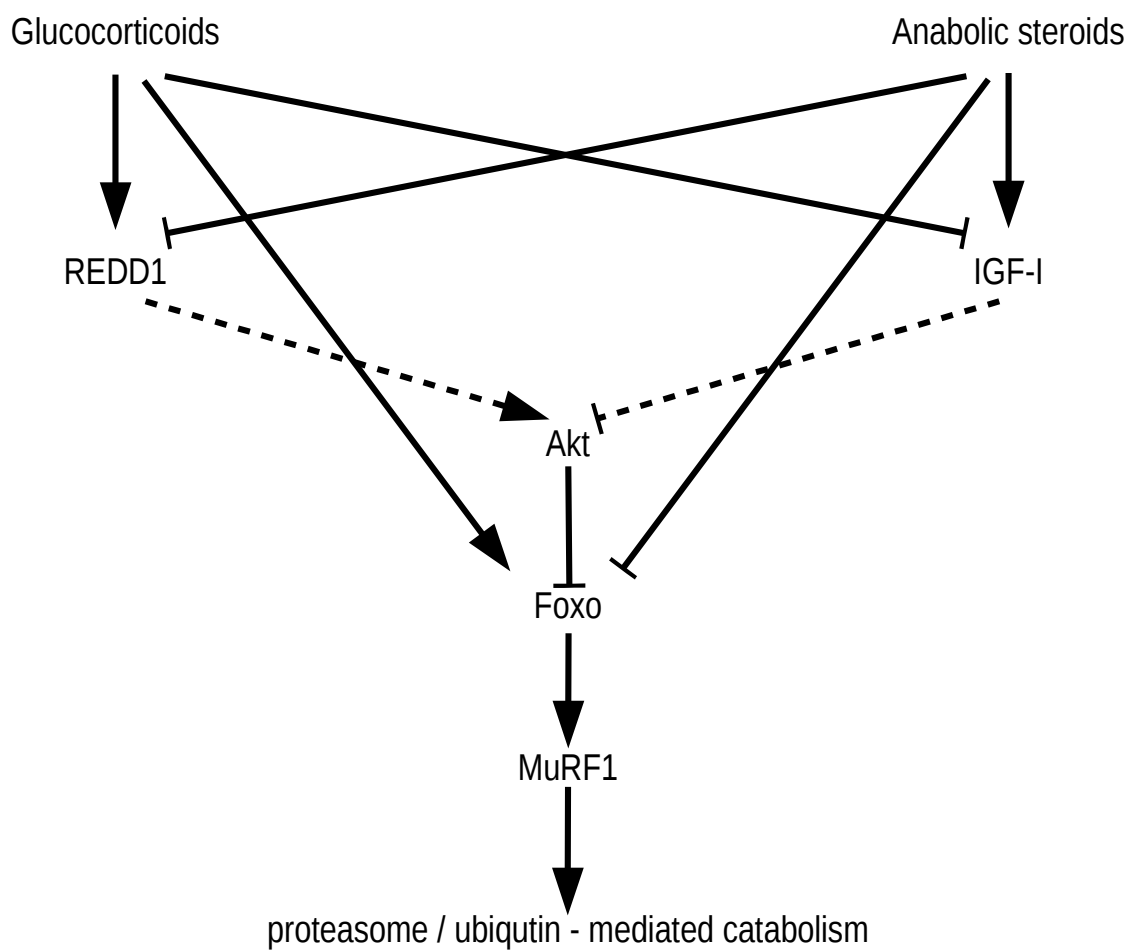 Glucocorticoids
Anabolic steroids
REDD1
IGF-I
Akt
Foxo
MuRF1
proteasome / ubiqutin - mediated catabolism